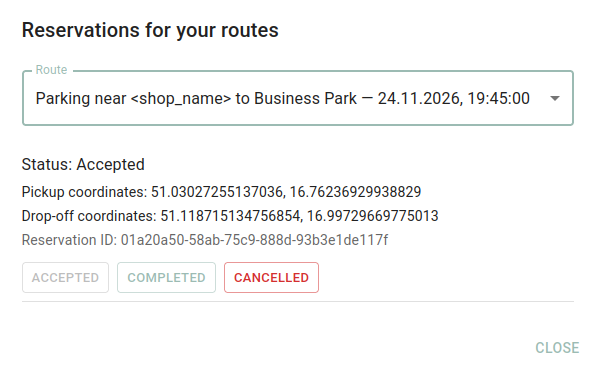 Reservations for your routes
Route
Parking near <shop_name> to Business Park — 24.11.2026, 19:45:00
Status: Accepted
Pickup coordinates: 51.03027255137036, 16.76236929938829
Drop-off coordinates: 51.118715134756854, 16.99729669775013
Reservation ID: 01a20a50-58ab-75c9-888d-93b3e1de117f
ACCEPTED COMPLETED CANCELLED
CLOSE